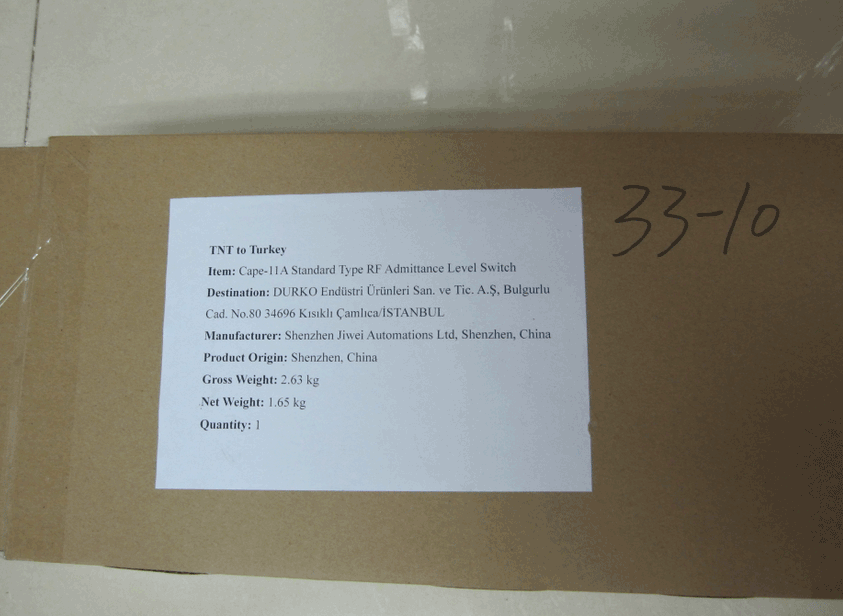 33-10
TNT to Turkey
Item: Cape-11A Standard Type RF Admittance Level Switch
Destination: DURKO Endüstri Ürünleri San. ve Tic. A.Ş, Bulgurlu
Cad. No.80 34696 Kısıklı Çamlıca/İSTANBUL
Manufacturer: Shenzhen Jiwei Automations Ltd, Shenzhen, China
Product Origin: Shenzhen, China
Gross Weight: 2.63 kg
Net Weight: 1.65 kg
Quantity: 1